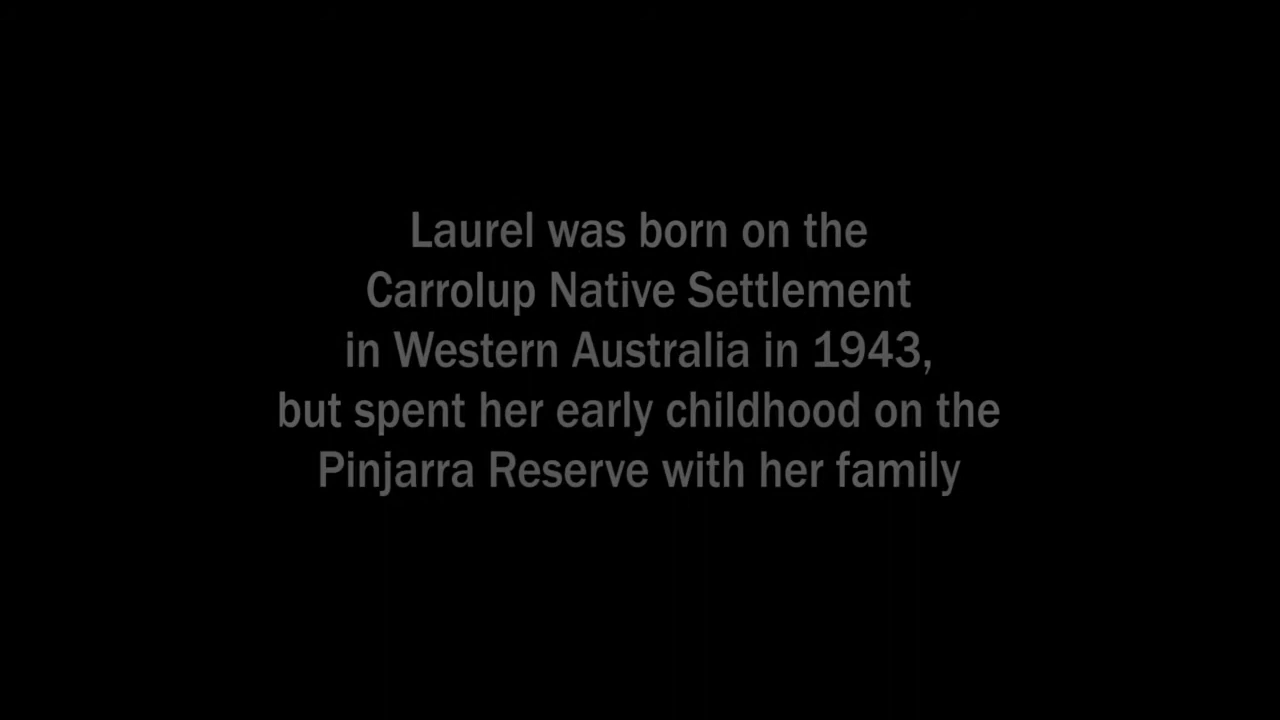 Laurel was born on the
Carrolup Native Settlement
in Western Australia in 1943,
but spent her early childhood on the
Pinjarra Reserve with her family